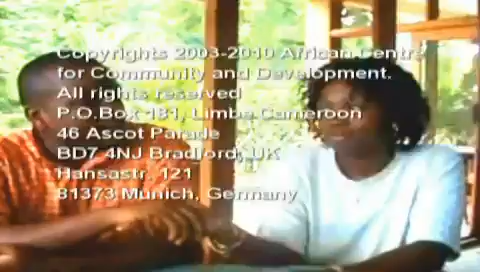 Copyrights 2003-2010 African Centre
for Community and Development.
All rights reserved
P.O.Box 181, Limbe Cameroon
46 Ascot Parade
BD7 4NJ Bradford, UK
Hansastr. 121
81373 Munich, Germany